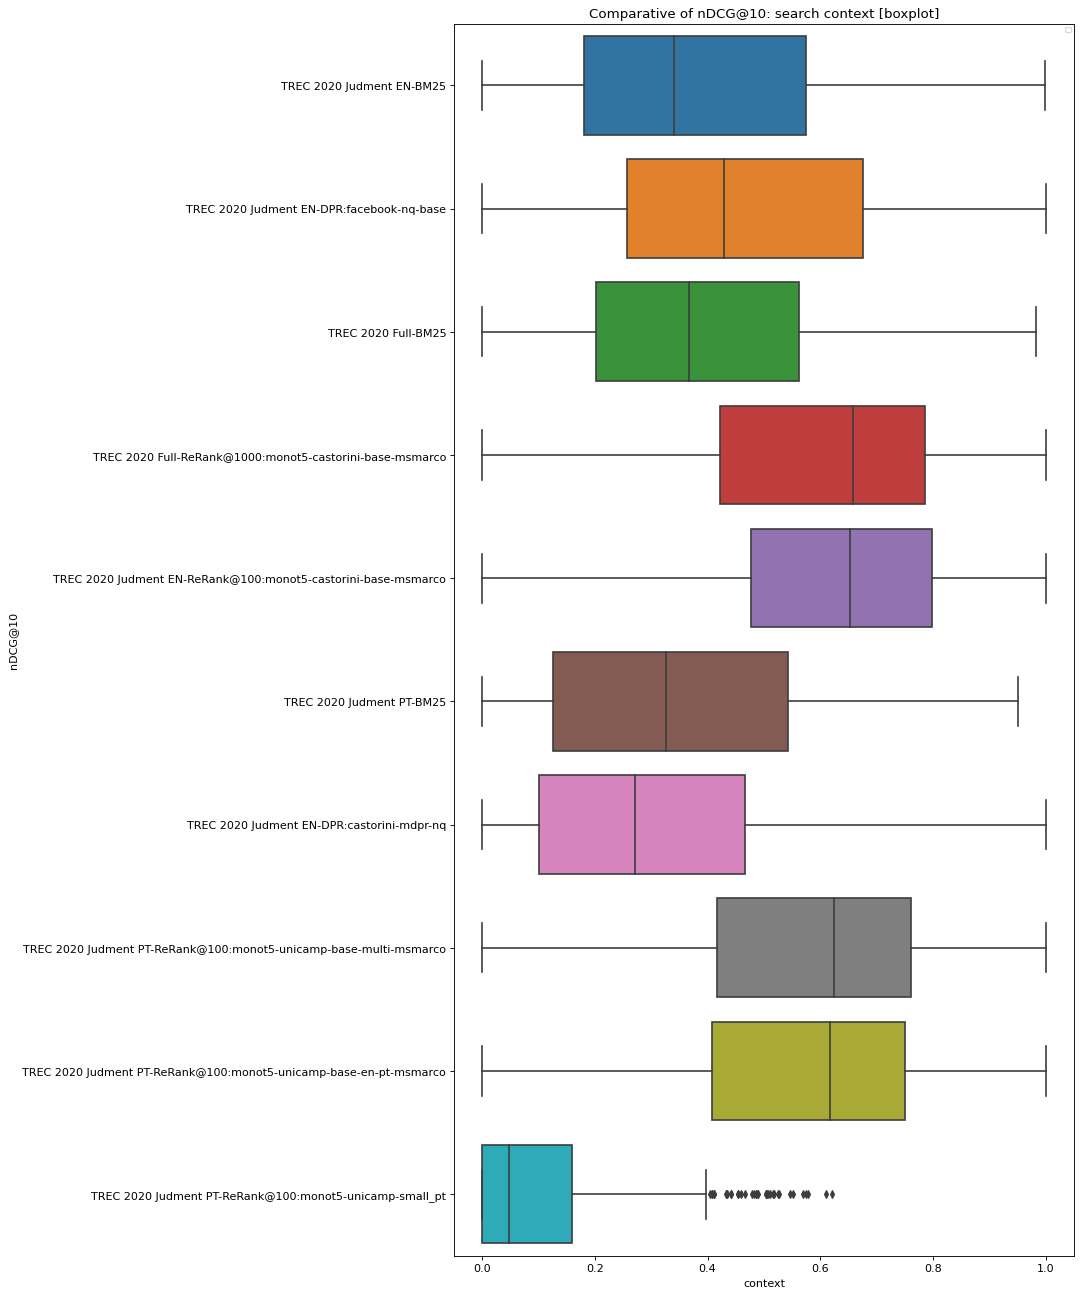 Comparative of nDCG@10: search context [boxplot]
TREC 2020 Judment EN-BM25
TREC 2020 Judment EN-DPR:facebook-nq-base
TREC 2020 Full-BM25
TREC 2020 Full-ReRank@1000:monot5-castorini-base-msmarco
TREC 2020 Judment EN-ReRank@100:monot5-castorini-base-msmarco
nDCG@10
TREC 2020 Judment PT-BM25
TREC 2020 Judment EN-DPR:castorini-mdpr-nq
TREC 2020 Judment PT-ReRank@100:monot5-unicamp-base-multi-msmarco
TREC 2020 Judment PT-ReRank@100:monot5-unicamp-base-en-pt-msmarco
TREC 2020 Judment PT-ReRank@100:monot5-unicamp-small_pt
0.0 0.2 0.4 0.6 0.8 1.0
context